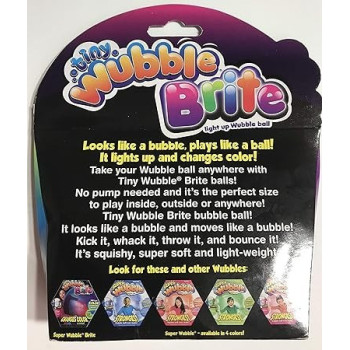 tiny
Wubble
Brite
light up Wubble ball
Looks like a bubble, plays like a ball!
It lights up and changes color!
Take your Wubble ball anywhere with
Tiny Wubble® Brite balls!
No pump needed and it's the perfect size
to play inside, outside or anywhere!
Tiny Wubble Brite bubble ball!
It looks like a bubble and moves like a bubble!
Kick it, whack it, throw it, and bounce it!
It's squishy, super soft and light-weight!
Look for these and other Wubbles:
Super Wubble® Brite
Super Wubble® – available in 4 colors!